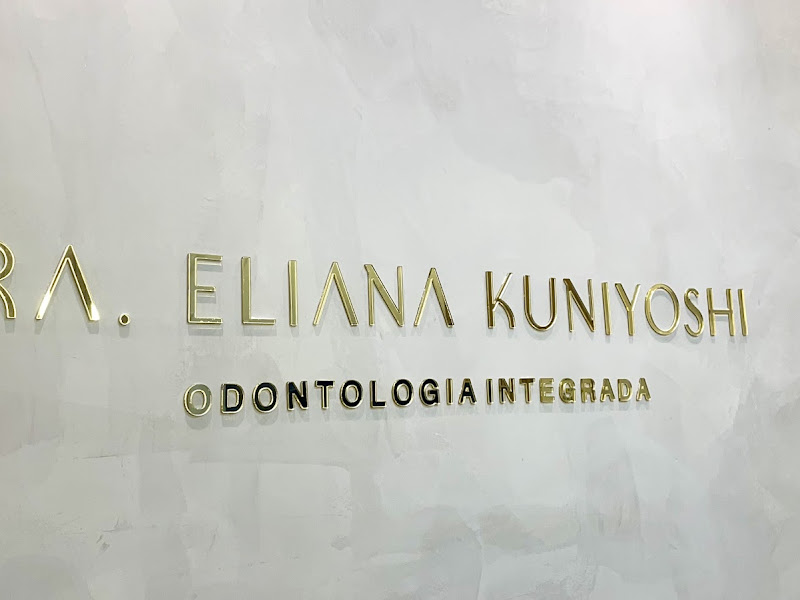 RA. ELIANA KUNIYOSHI
ODONTOLOGIA INTEGRADA